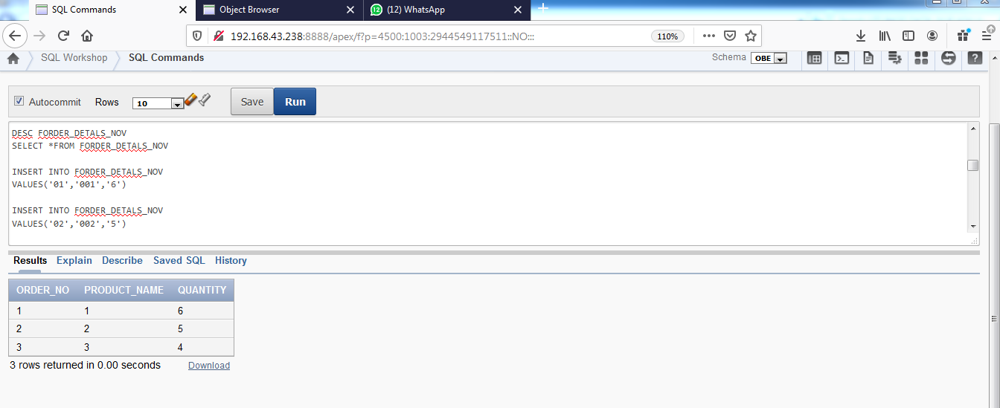 SQL Commands
Object Browser
12
(12) WhatsApp
192.168.43.238:8888/apex/f?p=4500:1003:2944549117511::NO:::
110%
SQL Workshop
SQL Commands
Schema
OBE
Autocommit
Rows
10
Save
Run
DESC FORDER_DETALS_NOV
SELECT *FROM FORDER_DETALS_NOV
INSERT INTO FORDER_DETALS_NOV
VALUES('01','001','6')
INSERT INTO FORDER_DETALS_NOV
VALUES('02','002','5')
Results Explain Describe Saved SQL History
ORDER_NO PRODUCT_NAME QUANTITY
1 1 6
2 2 5
3 3 4
3 rows returned in 0.00 seconds
Download